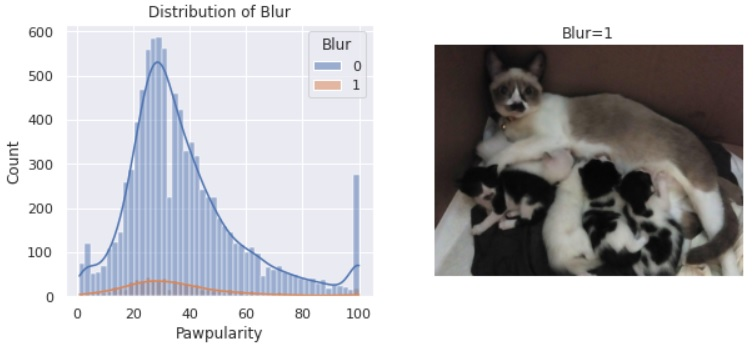 Distribution of Blur
600
500
400
300
200
100
0
Count
Blur
0
1
0 20 40 60 80 100
Pawpularity
Blur=1